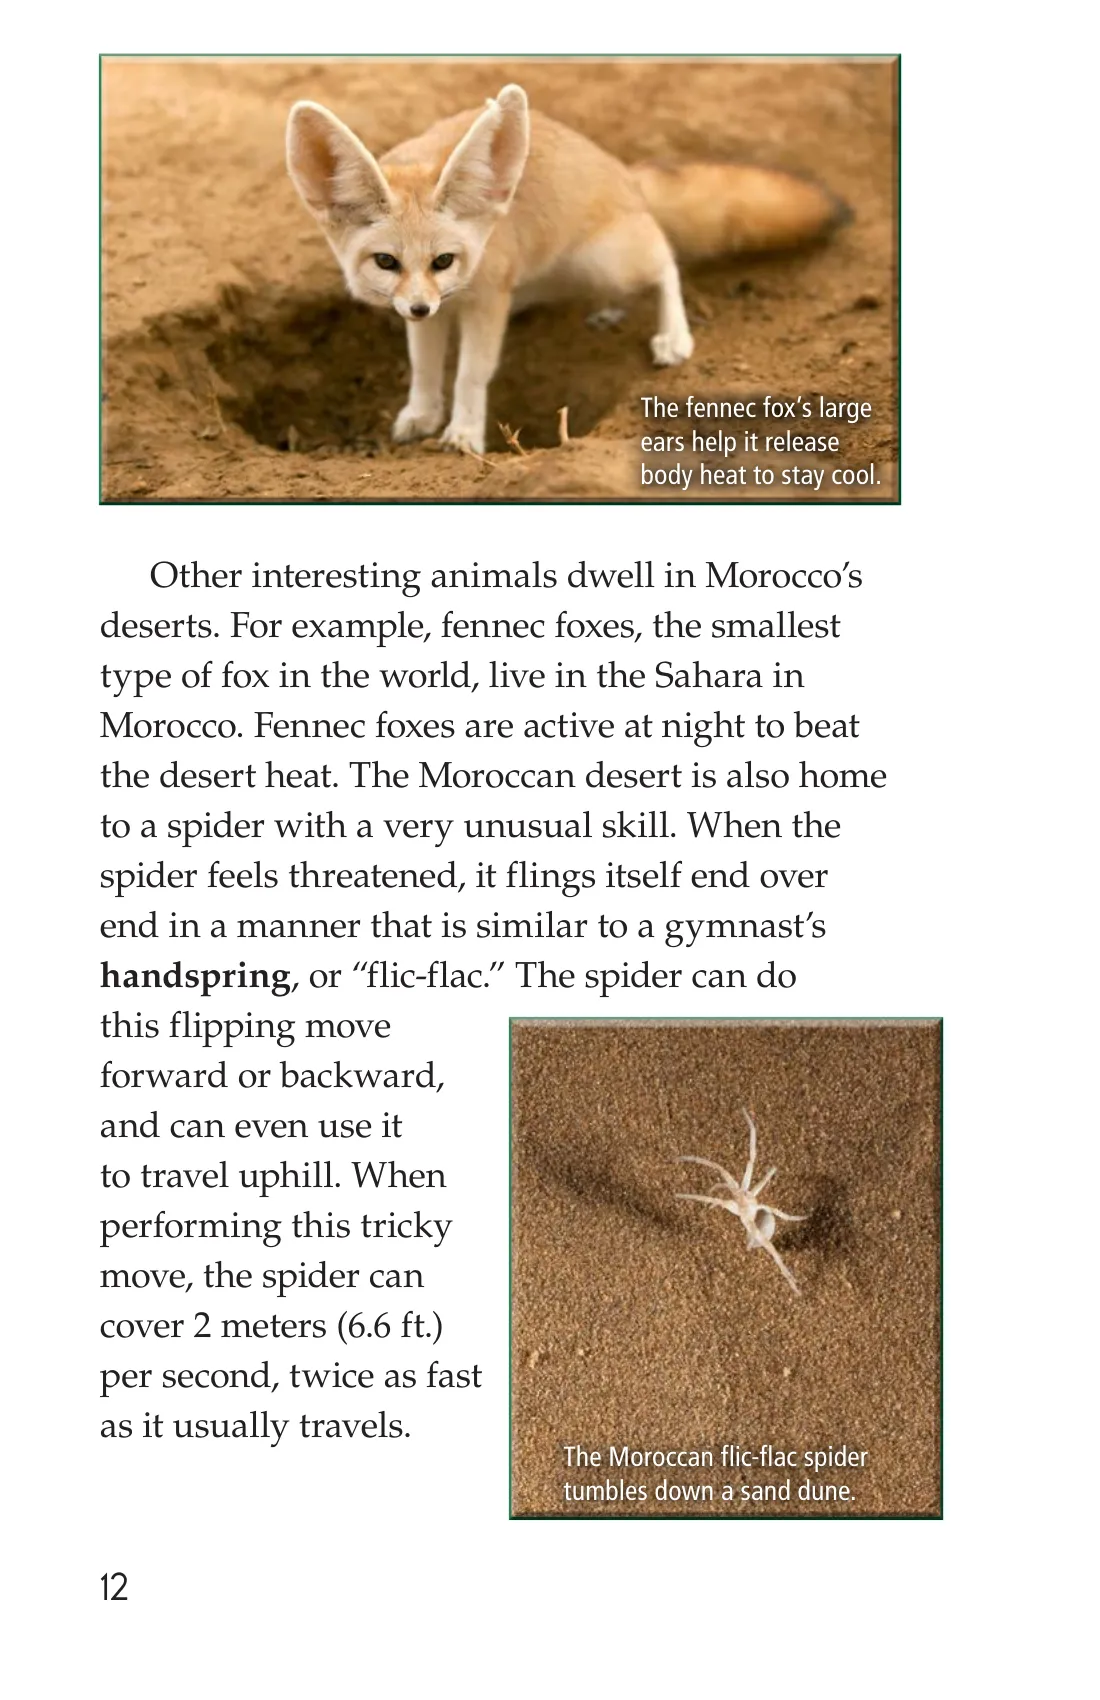 The fennec fox's large
ears help it release
body heat to stay cool.
Other interesting animals dwell in Morocco's
deserts. For example, fennec foxes, the smallest
type of fox in the world, live in the Sahara in
Morocco. Fennec foxes are active at night to beat
the desert heat. The Moroccan desert is also home
to a spider with a very unusual skill. When the
spider feels threatened, it flings itself end over
end in a manner that is similar to a gymnast's
handspring, or “flic-flac.” The spider can do
this flipping move
forward or backward,
and can even use it
to travel uphill. When
performing this tricky
move, the spider can
cover 2 meters (6.6 ft.)
per second, twice as fast
as it usually travels.
The Moroccan flic-flac spider
tumbles down a sand dune.
12